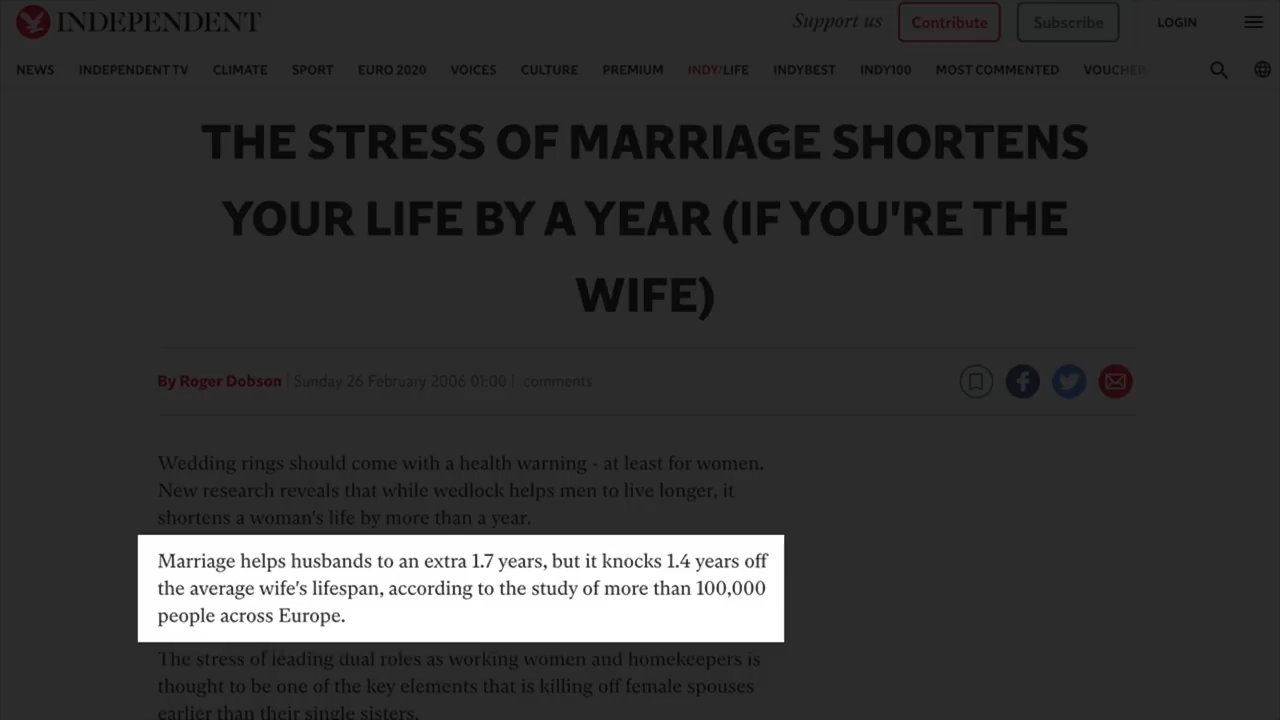 INDEPENDENT
Support us
Contribute
Subscribe
LOGIN
NEWS INDEPENDENT TV CLIMATE SPORT EURO 2020 VOICES CULTURE PREMIUM INDY/LIFE INDYBEST INDY100 MOST COMMENTED VOUCHER
THE STRESS OF MARRIAGE SHORTENS
YOUR LIFE BY A YEAR (IF YOU'RE THE
WIFE)
By Roger Dobson | Sunday 26 February 2006 01:00 | comments
Wedding rings should come with a health warning - at least for women.
New research reveals that while wedlock helps men to live longer, it
shortens a woman's life by more than a year.
Marriage helps husbands to an extra 1.7 years, but it knocks 1.4 years off
the average wife's lifespan, according to the study of more than 100,000
people across Europe.
The stress of leading dual roles as working women and homekeepers is
thought to be one of the key elements that is killing off female spouses
earlier than their single sisters.